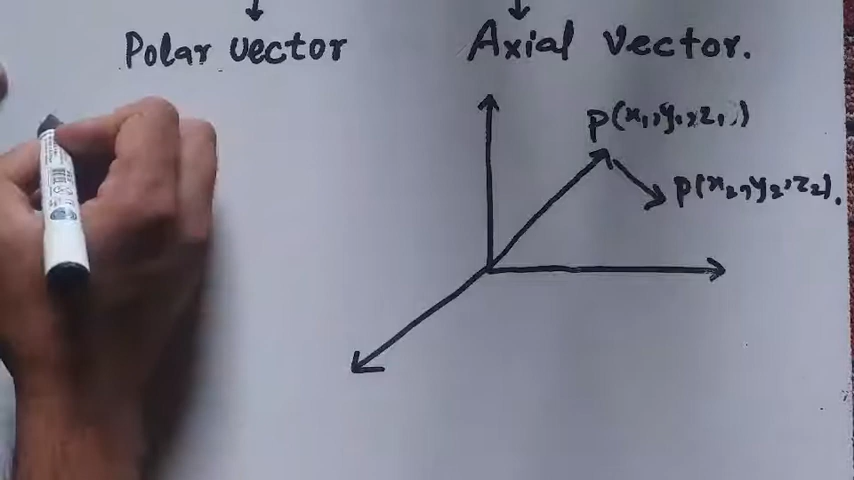 Polar vector
Axial Vector.
P(x₁,y₁,z₁)
P(x₂,y₂,z₂).